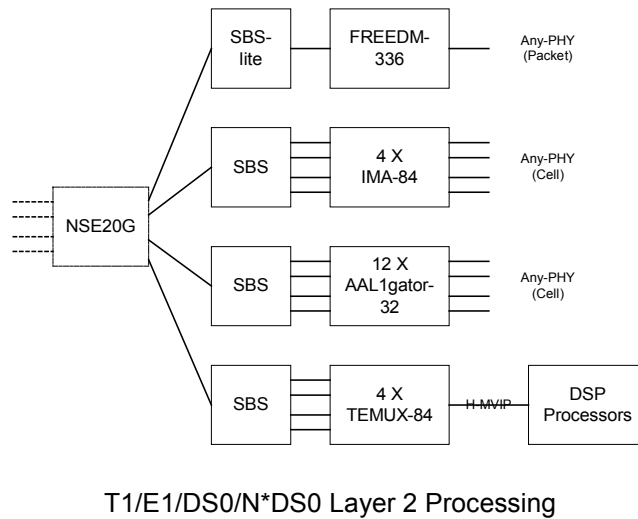 SBS-
lite
FREEDM-
336
Any-PHY
(Packet)
SBS
4 X
IMA-84
Any-PHY
(Cell)
NSE20G
SBS
12 X
AAL1gator-
32
Any-PHY
(Cell)
SBS
4 X
TEMUX-84
H-MVIP
DSP
Processors
T1/E1/DS0/N*DS0 Layer 2 Processing